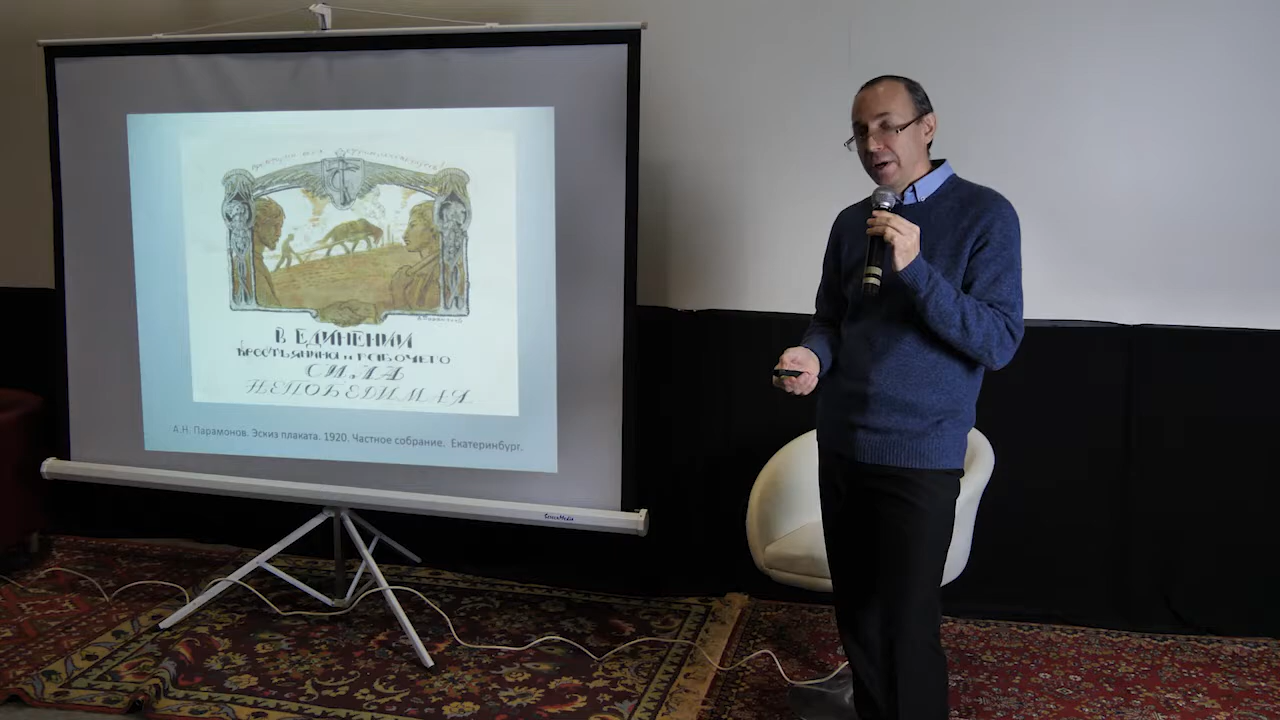 В ЕДИНЕНИИ
КРЕСТЬЯНИНА И РАБОЧЕГО
СИЛА
НЕПОБЕДИМАЯ
А.Н. Парамонов. Эскиз плаката. 1920. Частное собрание. Екатеринбург.